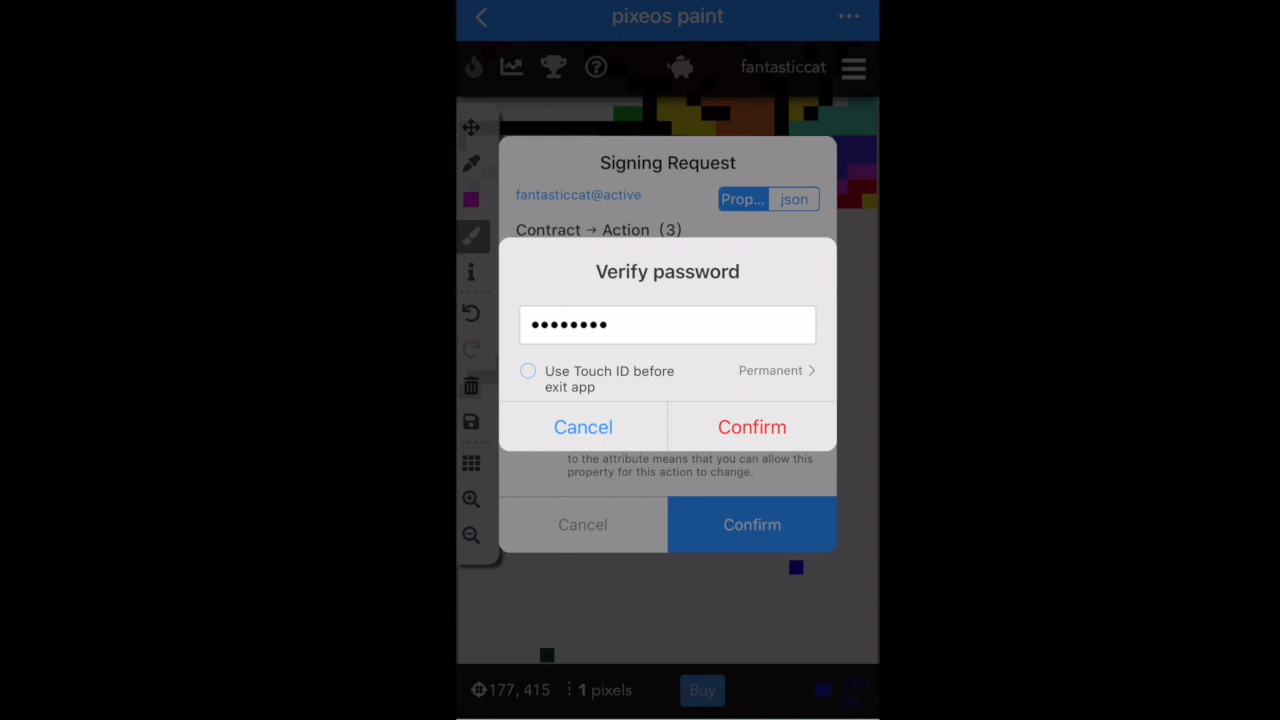 pixeos paint
fantasticcat
Signing Request
fantasticcat@active
Prop...
json
Contract → Action (3)
Verify password
••••••••
Use Touch ID before
exit app
Permanent
Cancel
Confirm
to the attribute means that you can allow this
property for this action to change.
Cancel
Confirm
177, 415
1 pixels
Buy